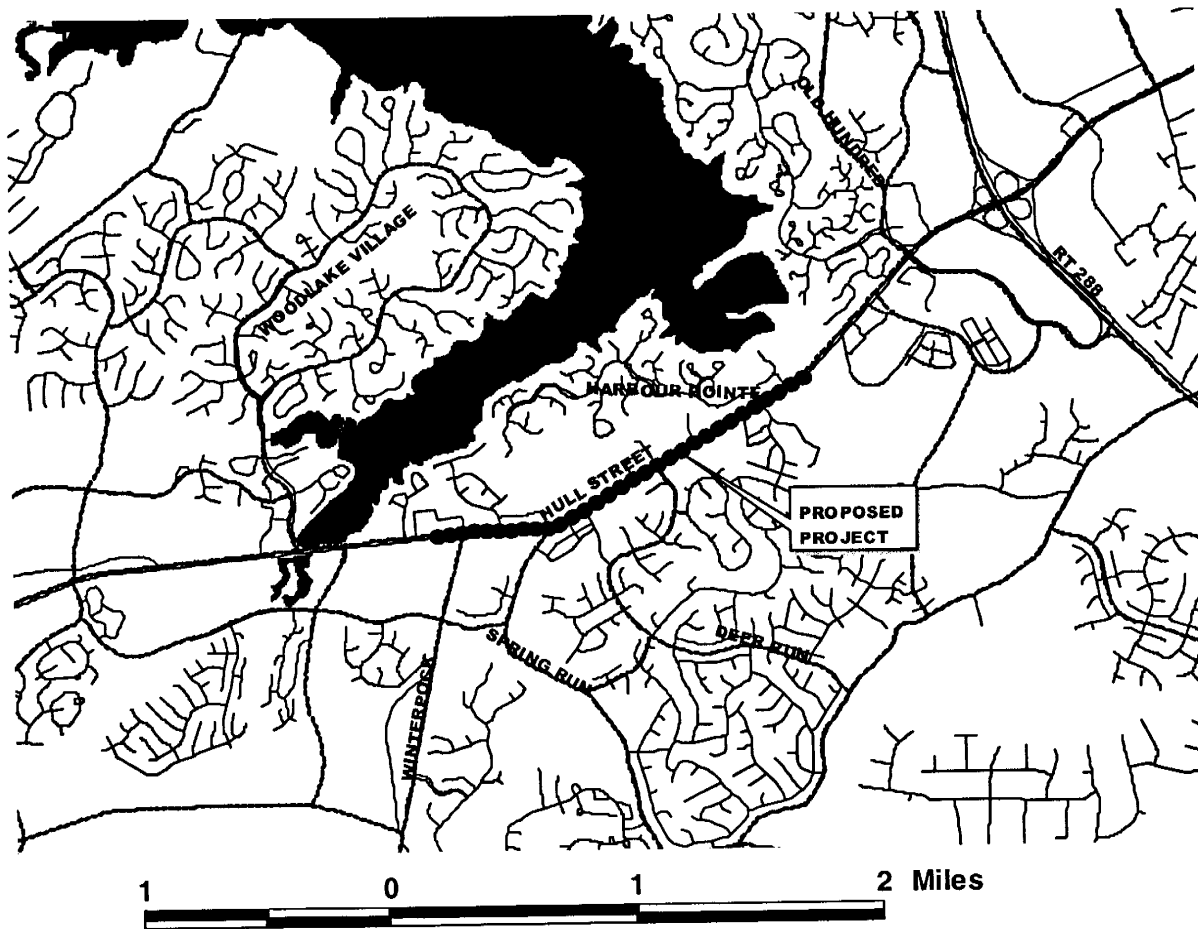 OLD HUNDRED
WOODLAKE VILLAGE
RT 288
HARBOUR POINTE
HULL STREET
PROPOSED
PROJECT
DEER RUN
SPRING RUN
WINTERPOCK
1 0 1 2 Miles